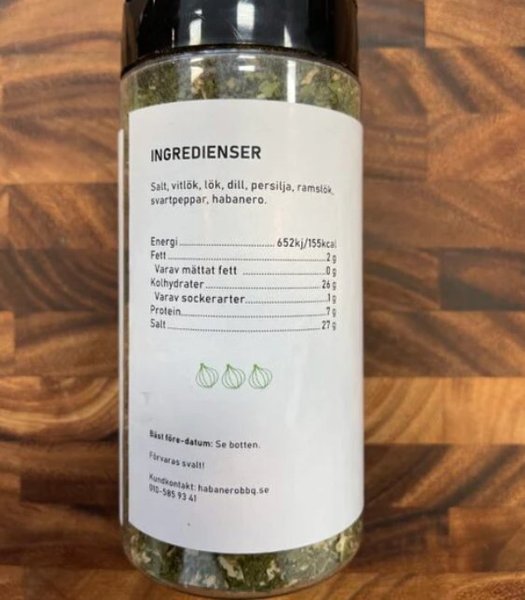 INGREDIENSER
Salt, vitlök, lök, dill, persilja, ramslök,
svartpeppar, habanero.
Energi........................... 652kj/155kcal
Fett...........................2 g
Varav mättat fett ...........................0 g
Kolhydrater........................... 26 g
Varav sockerarter...........................1 g
Protein...........................7 g
Salt........................... 27 g
Bäst före-datum: Se botten.
Förvaras svalt!
Kundkontakt: habanerobbq.se
010-585 93 41